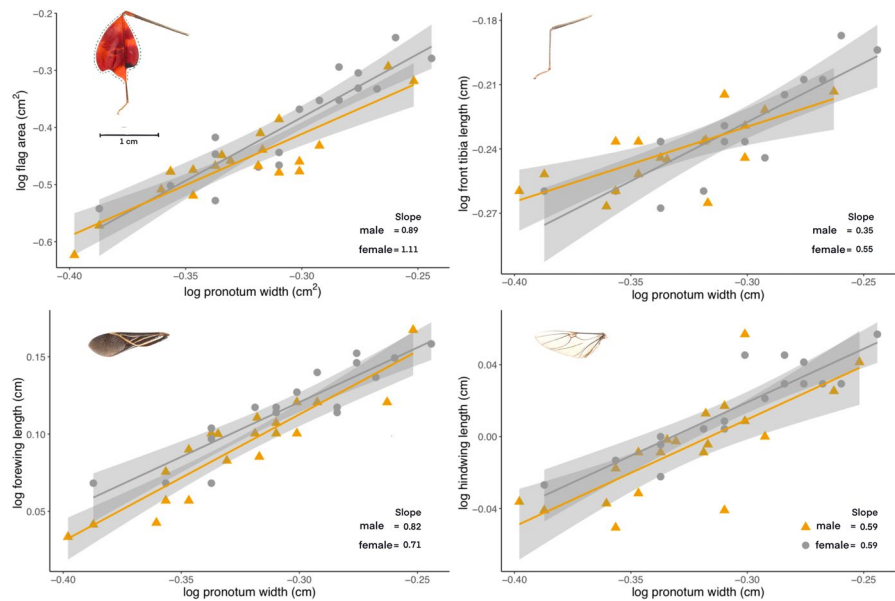 log flag area (cm²)
−0.2
−0.3
−0.4
−0.5
−0.6
1 cm
Slope
male = 0.89
female = 1.11
−0.40
−0.35
−0.30
−0.25
log pronotum width (cm²)
log front tibia length (cm)
−0.18
−0.21
−0.24
−0.27
Slope
male = 0.35
female = 0.55
−0.40
−0.35
−0.30
−0.25
log pronotum width (cm)
log forewing length (cm)
0.15
0.10
0.05
Slope
male = 0.82
female = 0.71
−0.40
−0.35
−0.30
−0.25
log pronotum width (cm)
log hindwing length (cm)
0.04
0.00
−0.04
Slope
male = 0.59
female = 0.59
−0.40
−0.35
−0.30
−0.25
log pronotum width (cm)